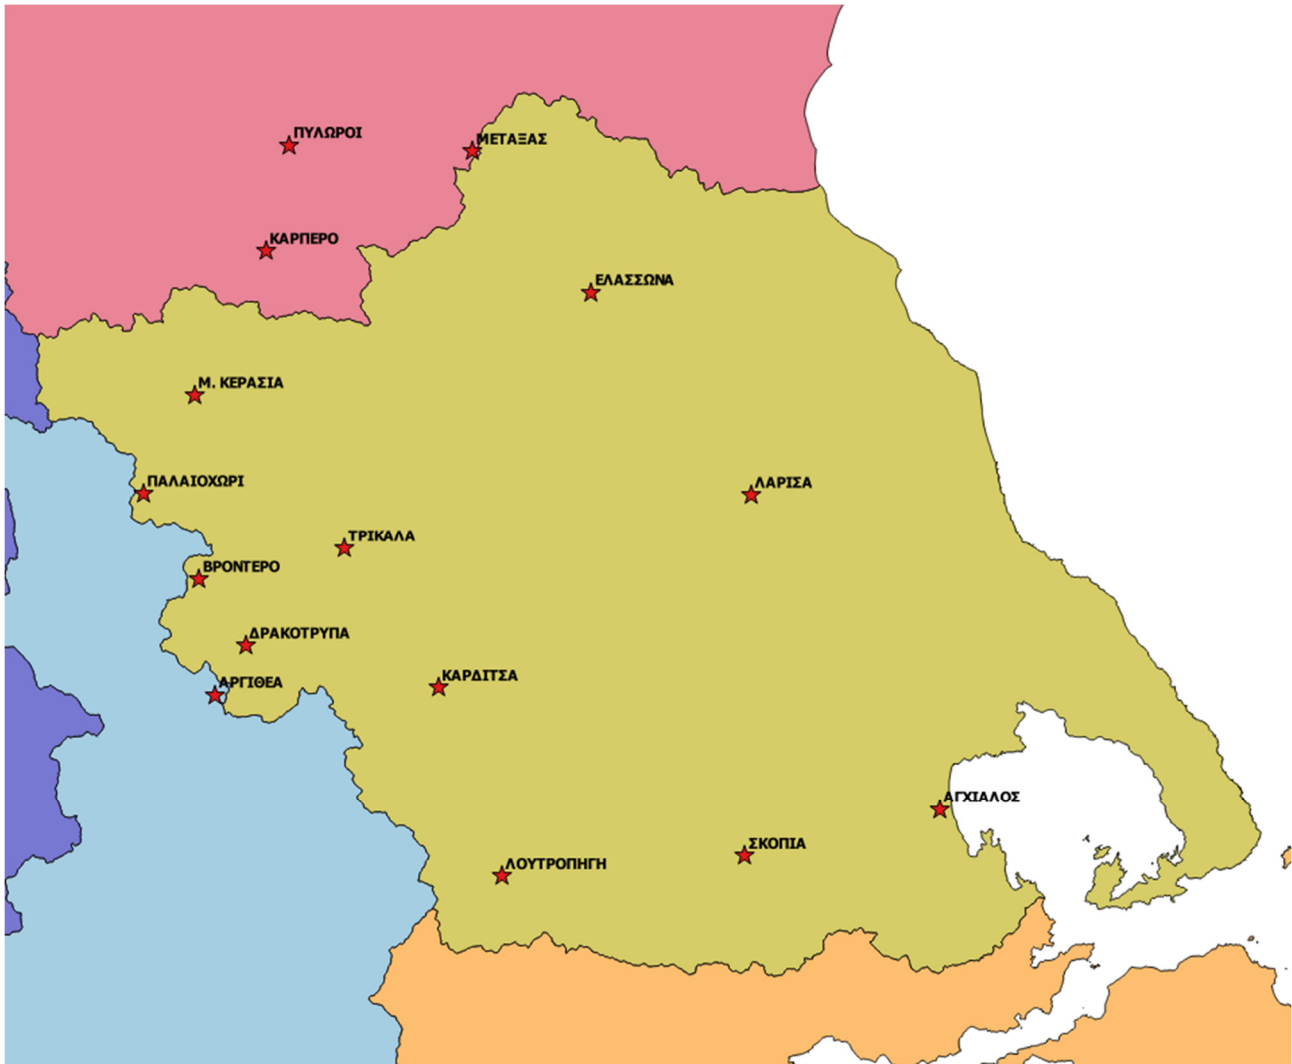 ΠΥΛΩΡΟΙ
ΜΕΤΑΞΑΣ
ΚΑΡΠΕΡΟ
ΕΛΑΣΣΩΝΑ
Μ. ΚΕΡΑΣΙΑ
ΠΑΛΑΙΟΧΩΡΙ
ΛΑΡΙΣΑ
ΤΡΙΚΑΛΑ
ΒΡΟΝΤΕΡΟ
ΔΡΑΚΟΤΡΥΠΑ
ΚΑΡΔΙΤΣΑ
ΑΡΓΙΘΕΑ
ΑΓΧΙΑΛΟΣ
ΣΚΟΠΙΑ
ΛΟΥΤΡΟΠΗΓΗ